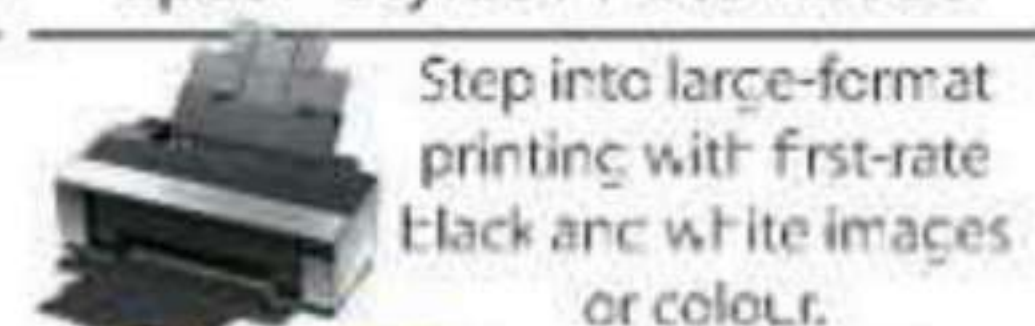 Step into large-format
printing with first-rate
black and white images
or colour.